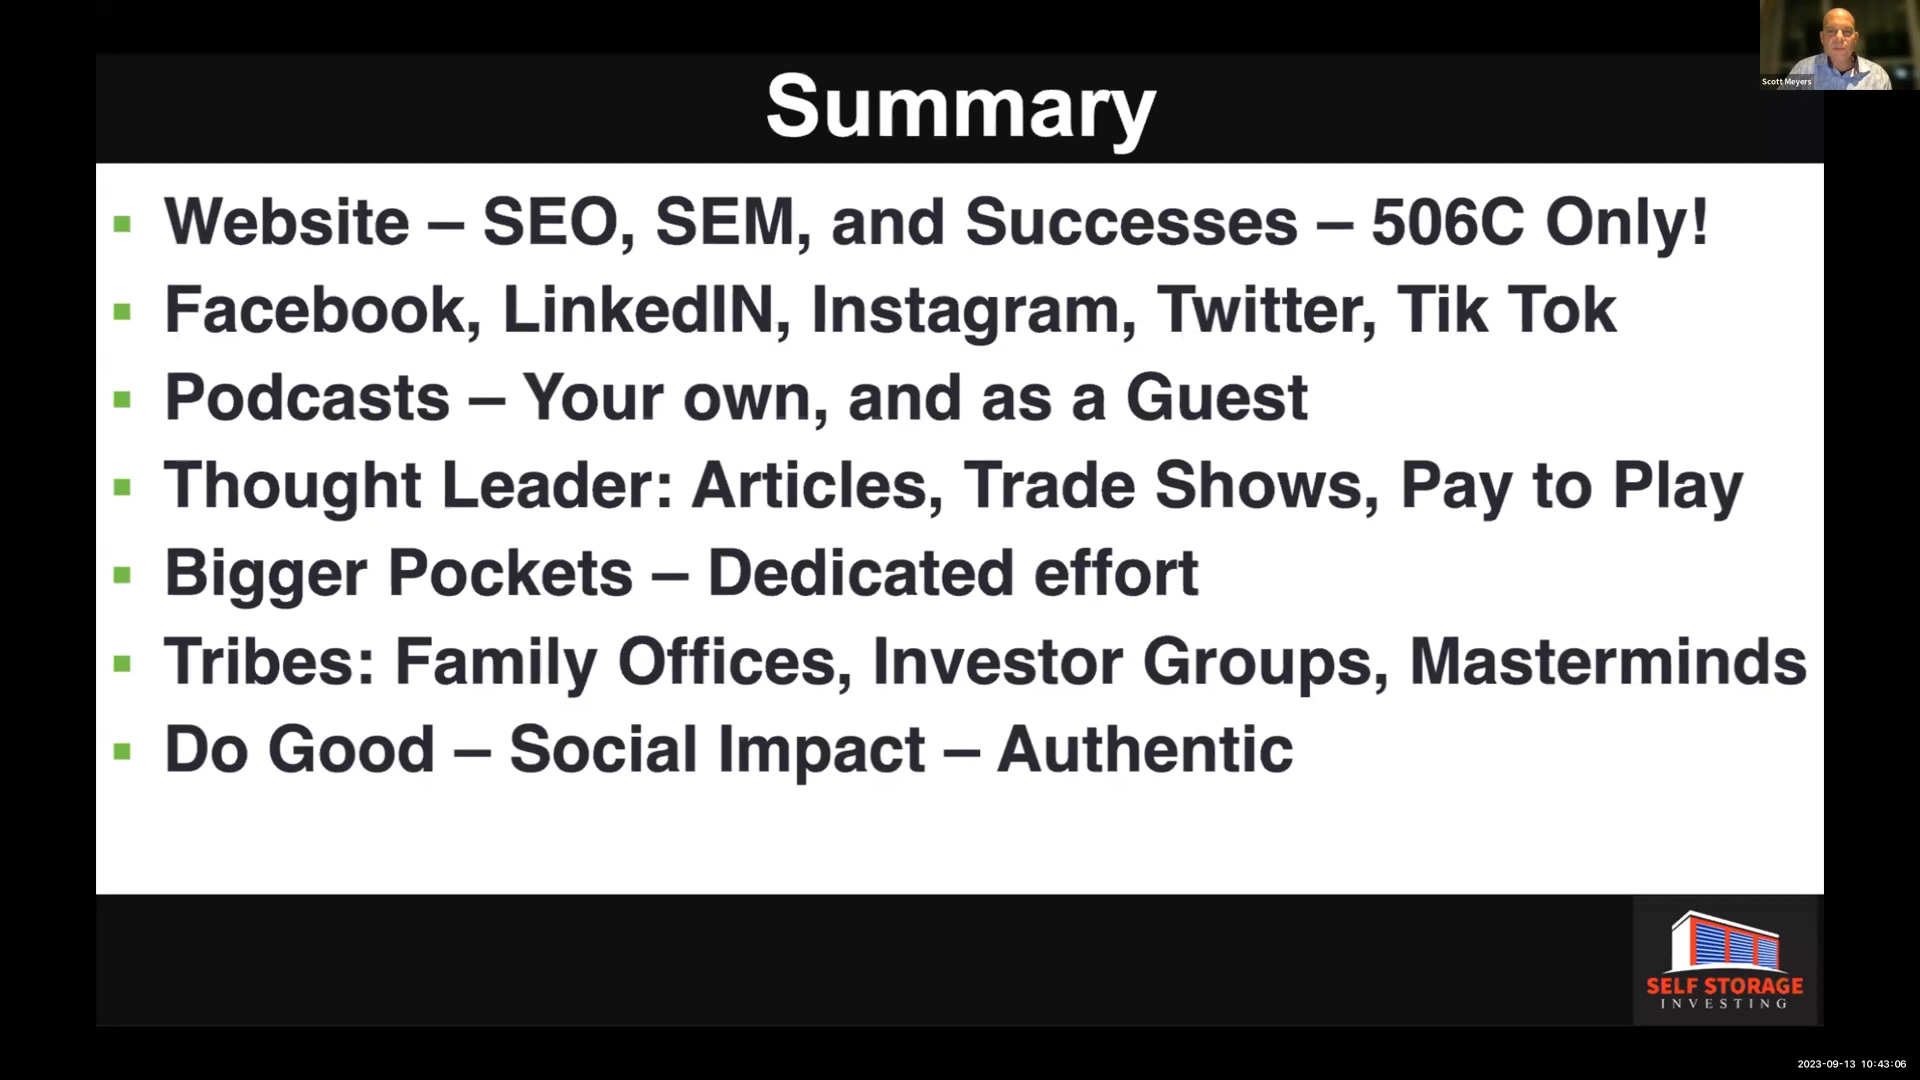 Scott Meyers
Summary
Website – SEO, SEM, and Successes – 506C Only!
Facebook, LinkedIN, Instagram, Twitter, Tik Tok
Podcasts – Your own, and as a Guest
Thought Leader: Articles, Trade Shows, Pay to Play
Bigger Pockets – Dedicated effort
Tribes: Family Offices, Investor Groups, Masterminds
Do Good – Social Impact – Authentic
SELF STORAGE
INVESTING
2023-09-13 10:43:06